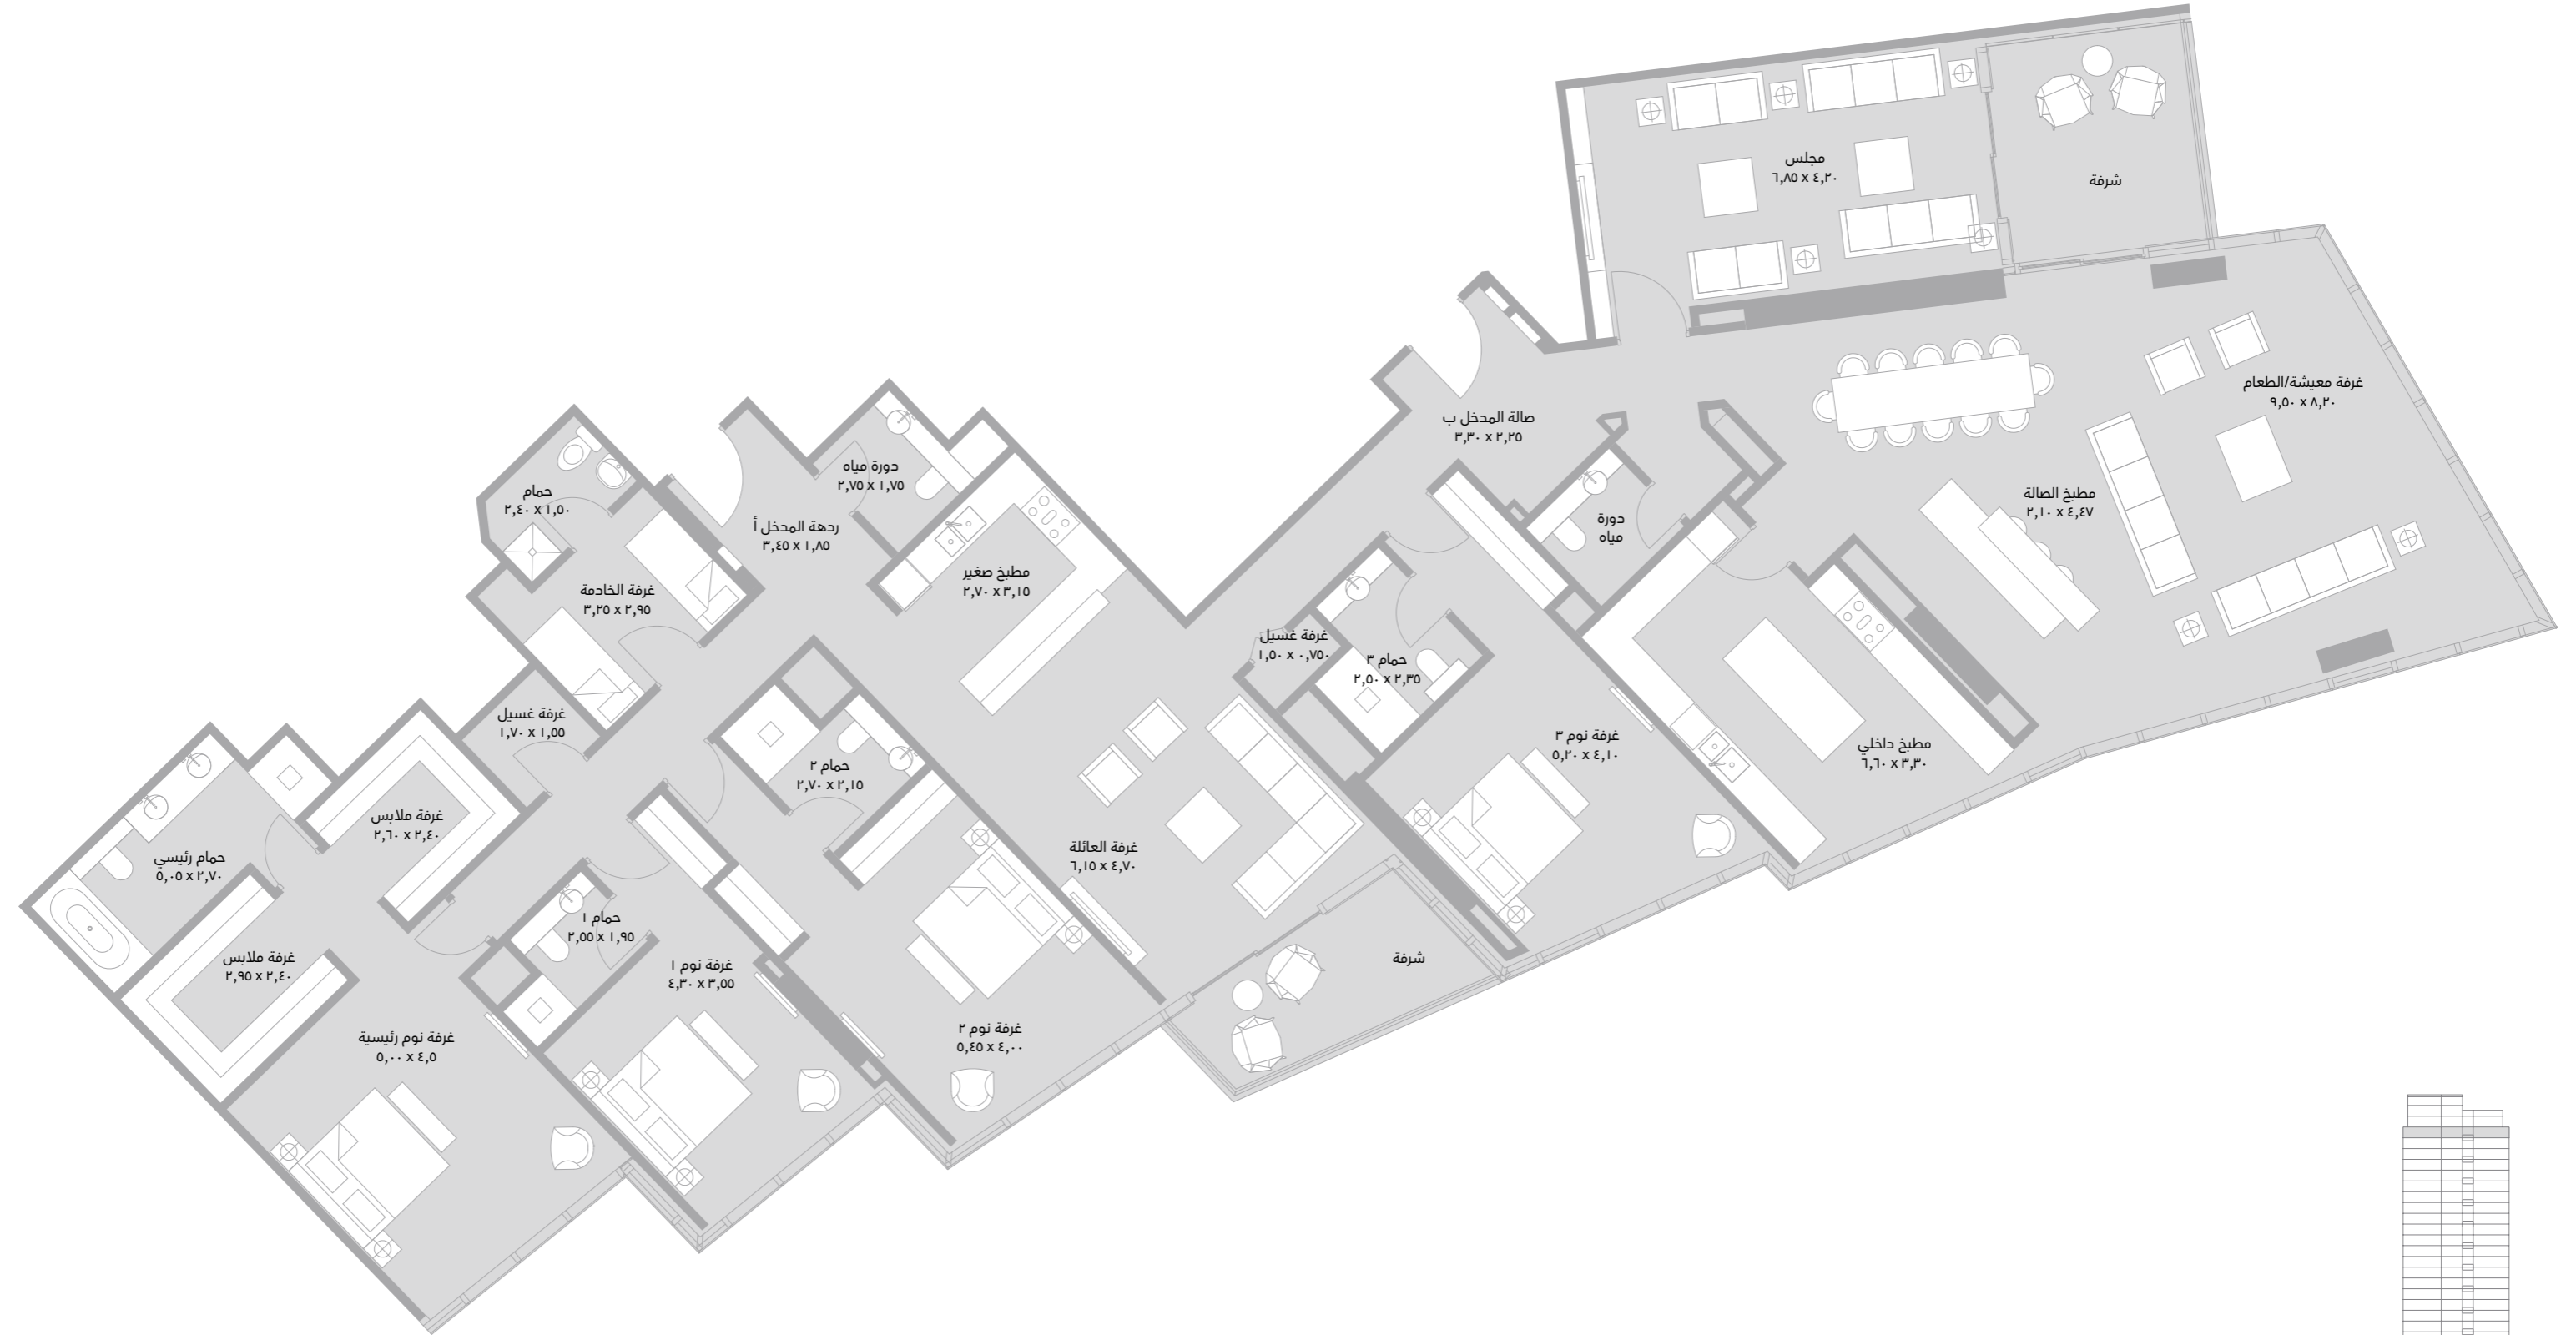 مجلس
٦,٨٥ x ٤,٢٠
شرفة
غرفة معيشة/الطعام
٩,٥٠ x ٨,٢٠
صالة المدخل ب
٣,٣٠ x ٢,٢٥
دورة مياه
٢,٧٥ x ١,٧٥
حمام
٢,٤٠ x ١,٥٠
مطبخ الصالة
٢,١٠ x ٤,٤٧
دورة
مياه
ردهة المدخل أ
٣,٤٥ x ١,٨٥
مطبخ صغير
٢,٧٠ x ٣,١٥
غرفة الخادمة
٣,٢٥ x ٢,٩٥
غرفة غسيل
١,٥٠ x ٠,٧٥٠
حمام ٣
٢,٥٠ x ٢,٣٥
غرفة غسيل
١,٧٠ x ١,٥٥
غرفة نوم ٣
٥,٢٠ x ٤,١٠
مطبخ داخلي
٦,٦٠ x ٣,٣٠
حمام ٢
٢,٧٠ x ٢,١٥
غرفة ملابس
٢,٦٠ x ٢,٤٠
غرفة العائلة
٦,١٥ x ٤,٧٠
حمام رئيسي
٥,٠٥ x ٢,٧٠
حمام ١
٢,٥٥ x ١,٩٥
غرفة ملابس
٢,٩٥ x ٢,٤٠
غرفة نوم ١
٤,٣٠ x ٣,٥٥
شرفة
غرفة نوم رئيسية
٥,٠٠ x ٤,٥
غرفة نوم ٢
٥,٤٥ x ٤,٠٠